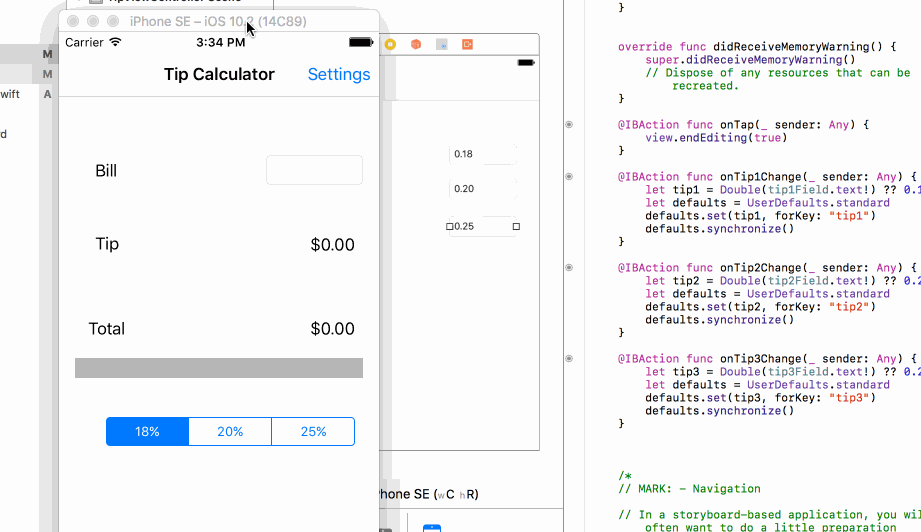 iPhone SE – iOS 10.2 (14C89)
Carrier
3:34 PM
Tip Calculator
Settings
Bill
Tip
$0.00
Total
$0.00
18%
20%
25%
M
M
wift
A
rd
0.18
0.20
0.25
hone SE (wC hR)
}
override func didReceiveMemoryWarning() {
super.didReceiveMemoryWarning()
// Dispose of any resources that can be
recreated.
}
@IBAction func onTap(_ sender: Any) {
view.endEditing(true)
}
@IBAction func onTip1Change(_ sender: Any) {
let tip1 = Double(tip1Field.text!) ?? 0.1
let defaults = UserDefaults.standard
defaults.set(tip1, forKey: "tip1")
defaults.synchronize()
}
@IBAction func onTip2Change(_ sender: Any) {
let tip2 = Double(tip2Field.text!) ?? 0.2
let defaults = UserDefaults.standard
defaults.set(tip2, forKey: "tip2")
defaults.synchronize()
}
@IBAction func onTip3Change(_ sender: Any) {
let tip3 = Double(tip3Field.text!) ?? 0.2
let defaults = UserDefaults.standard
defaults.set(tip3, forKey: "tip3")
defaults.synchronize()
}
/*
// MARK: - Navigation
// In a storyboard-based application, you wil
often want to do a little preparation